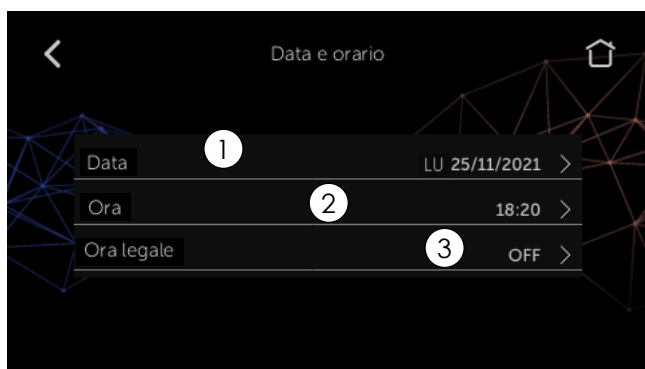 Data e orario
Data 1 LU 25/11/2021
Ora 2 18:20
Ora legale 3 OFF